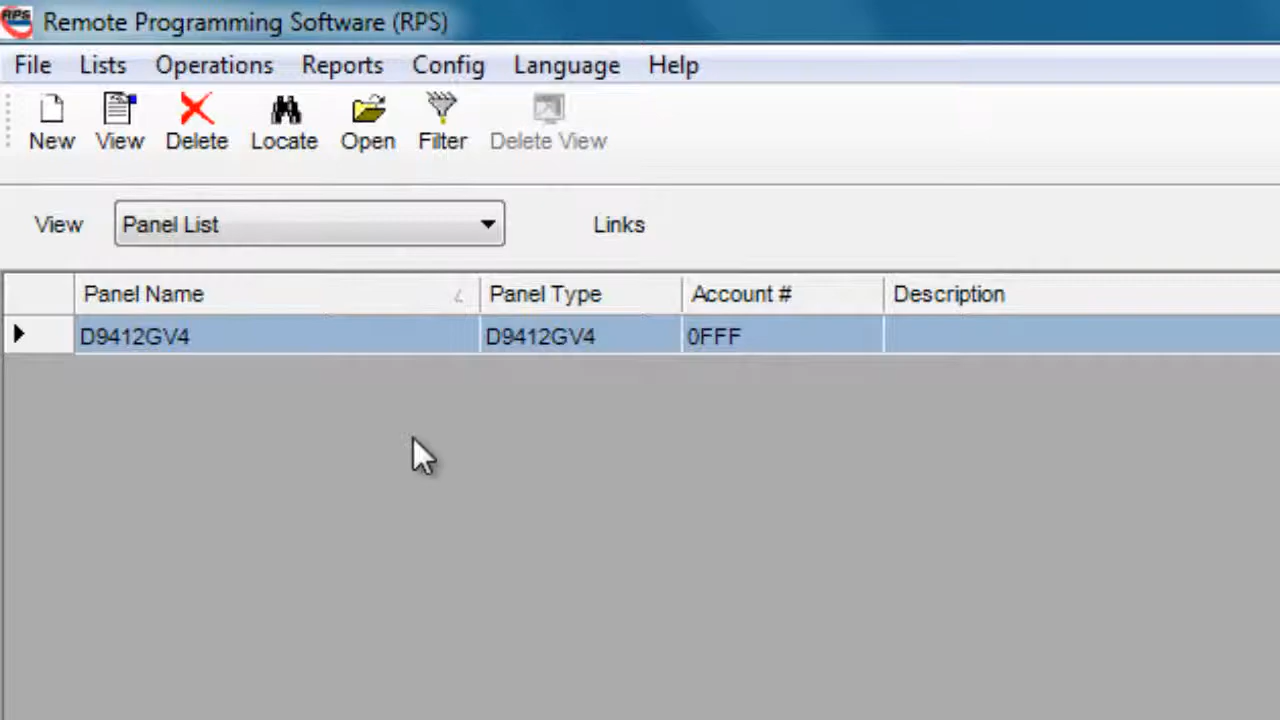 RPS Remote Programming Software (RPS)
File Lists Operations Reports Config Language Help
New View Delete Locate Open Filter Delete View
View Panel List Links
Panel Name Panel Type Account # Description
D9412GV4 D9412GV4 0FFF